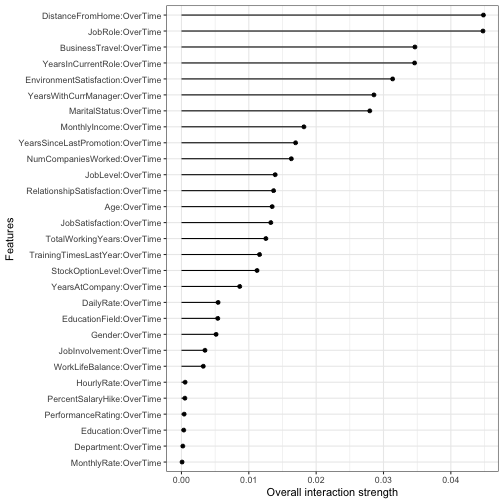 DistanceFromHome:OverTime
JobRole:OverTime
BusinessTravel:OverTime
YearsInCurrentRole:OverTime
EnvironmentSatisfaction:OverTime
YearsWithCurrManager:OverTime
MaritalStatus:OverTime
MonthlyIncome:OverTime
YearsSinceLastPromotion:OverTime
NumCompaniesWorked:OverTime
JobLevel:OverTime
RelationshipSatisfaction:OverTime
Age:OverTime
JobSatisfaction:OverTime
TotalWorkingYears:OverTime
TrainingTimesLastYear:OverTime
StockOptionLevel:OverTime
YearsAtCompany:OverTime
DailyRate:OverTime
EducationField:OverTime
Gender:OverTime
JobInvolvement:OverTime
WorkLifeBalance:OverTime
HourlyRate:OverTime
PercentSalaryHike:OverTime
PerformanceRating:OverTime
Education:OverTime
Department:OverTime
MonthlyRate:OverTime
Features
0.00 0.01 0.02 0.03 0.04
Overall interaction strength